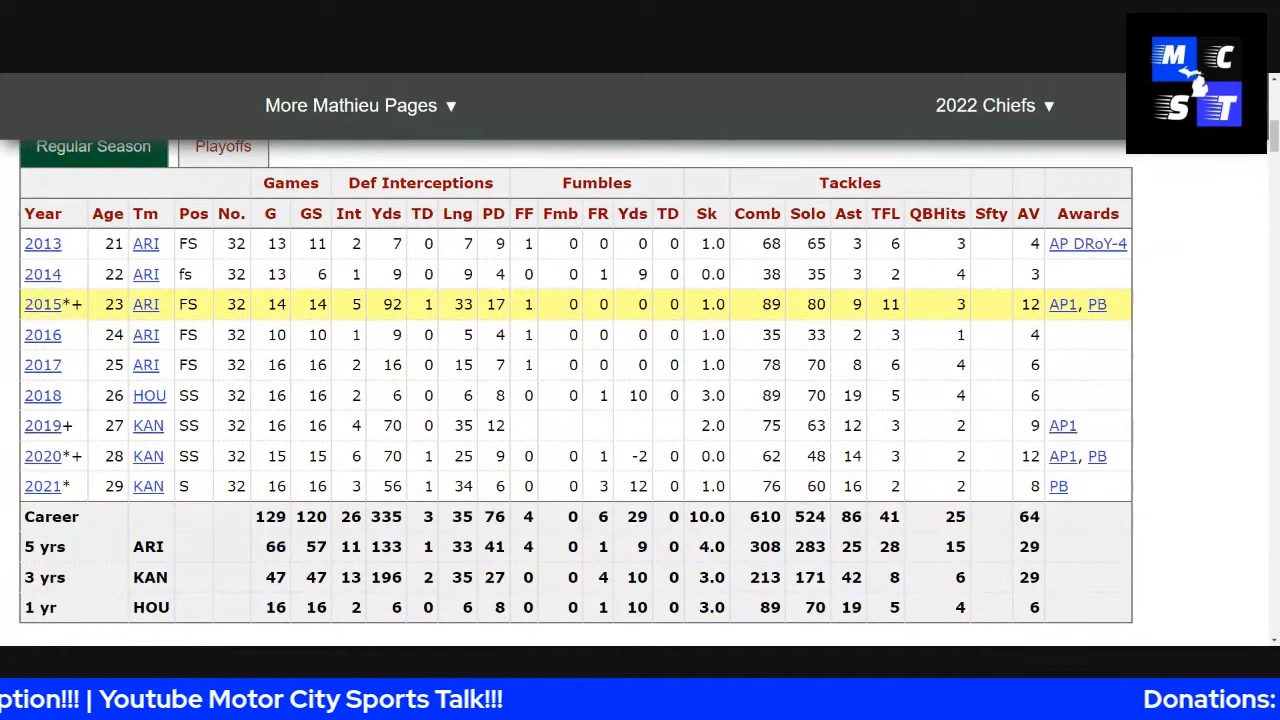 M C
S T
More Mathieu Pages ▼ 2022 Chiefs ▼
Regular Season Playoffs
Games Def Interceptions Fumbles Tackles
Year Age Tm Pos No. G GS Int Yds TD Lng PD FF Fmb FR Yds TD Sk Comb Solo Ast TFL QBHits Sfty AV Awards
2013 21 ARI FS 32 13 11 2 7 0 7 9 1 0 0 0 0 1.0 68 65 3 6 3 4 AP DRoY-4
2014 22 ARI fs 32 13 6 1 9 0 9 4 0 0 1 9 0 0.0 38 35 3 2 4 3
2015*+ 23 ARI FS 32 14 14 5 92 1 33 17 1 0 0 0 0 1.0 89 80 9 11 3 12 AP1, PB
2016 24 ARI FS 32 10 10 1 9 0 5 4 1 0 0 0 0 1.0 35 33 2 3 1 4
2017 25 ARI FS 32 16 16 2 16 0 15 7 1 0 0 0 0 1.0 78 70 8 6 4 6
2018 26 HOU SS 32 16 16 2 6 0 6 8 0 0 1 10 0 3.0 89 70 19 5 4 6
2019+ 27 KAN SS 32 16 16 4 70 0 35 12 2.0 75 63 12 3 2 9 AP1
2020*+ 28 KAN SS 32 15 15 6 70 1 25 9 0 0 1 -2 0 0.0 62 48 14 3 2 12 AP1, PB
2021* 29 KAN S 32 16 16 3 56 1 34 6 0 0 3 12 0 1.0 76 60 16 2 2 8 PB
Career 129 120 26 335 3 35 76 4 0 6 29 0 10.0 610 524 86 41 25 64
5 yrs ARI 66 57 11 133 1 33 41 4 0 1 9 0 4.0 308 283 25 28 15 29
3 yrs KAN 47 47 13 196 2 35 27 0 0 4 10 0 3.0 213 171 42 8 6 29
1 yr HOU 16 16 2 6 0 6 8 0 0 1 10 0 3.0 89 70 19 5 4 6
ption!!! | Youtube Motor City Sports Talk!!! Donations: